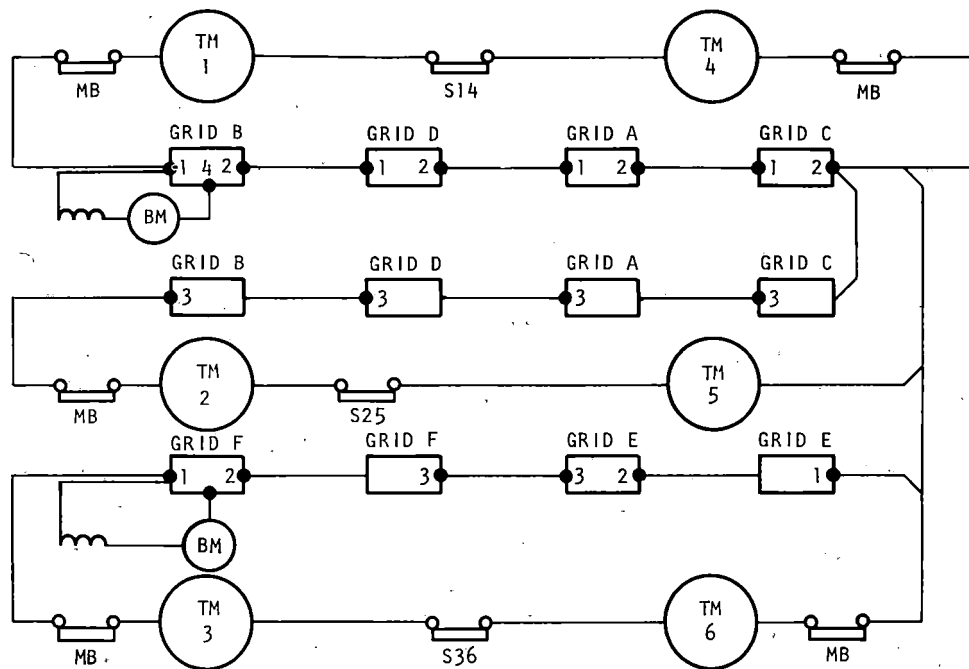 TM 1
TM 4
MB
S14
MB
GRID B
GRID D
GRID A
GRID C
1 4 2
1 2
1 2
1 2
BM
GRID B
GRID D
GRID A
GRID C
3
3
3
3
TM 2
TM 5
MB
S25
GRID F
GRID F
GRID E
GRID E
1 2
3
3 2
1
BM
TM 3
TM 6
MB
S36
MB